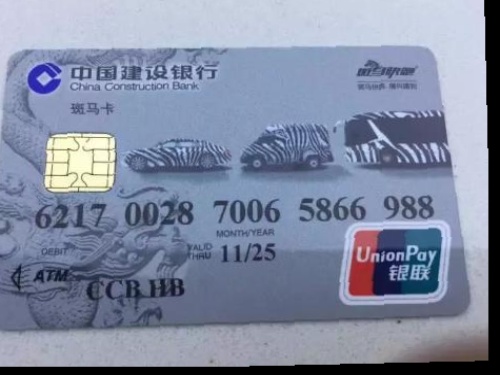 中国建设银行
China Construction Bank
斑马卡
6217 0028 7006 5866 988
MONTH/YEAR
DEBIT
VALID THRU 11/25
ATM
CCB HB
UnionPay
银联